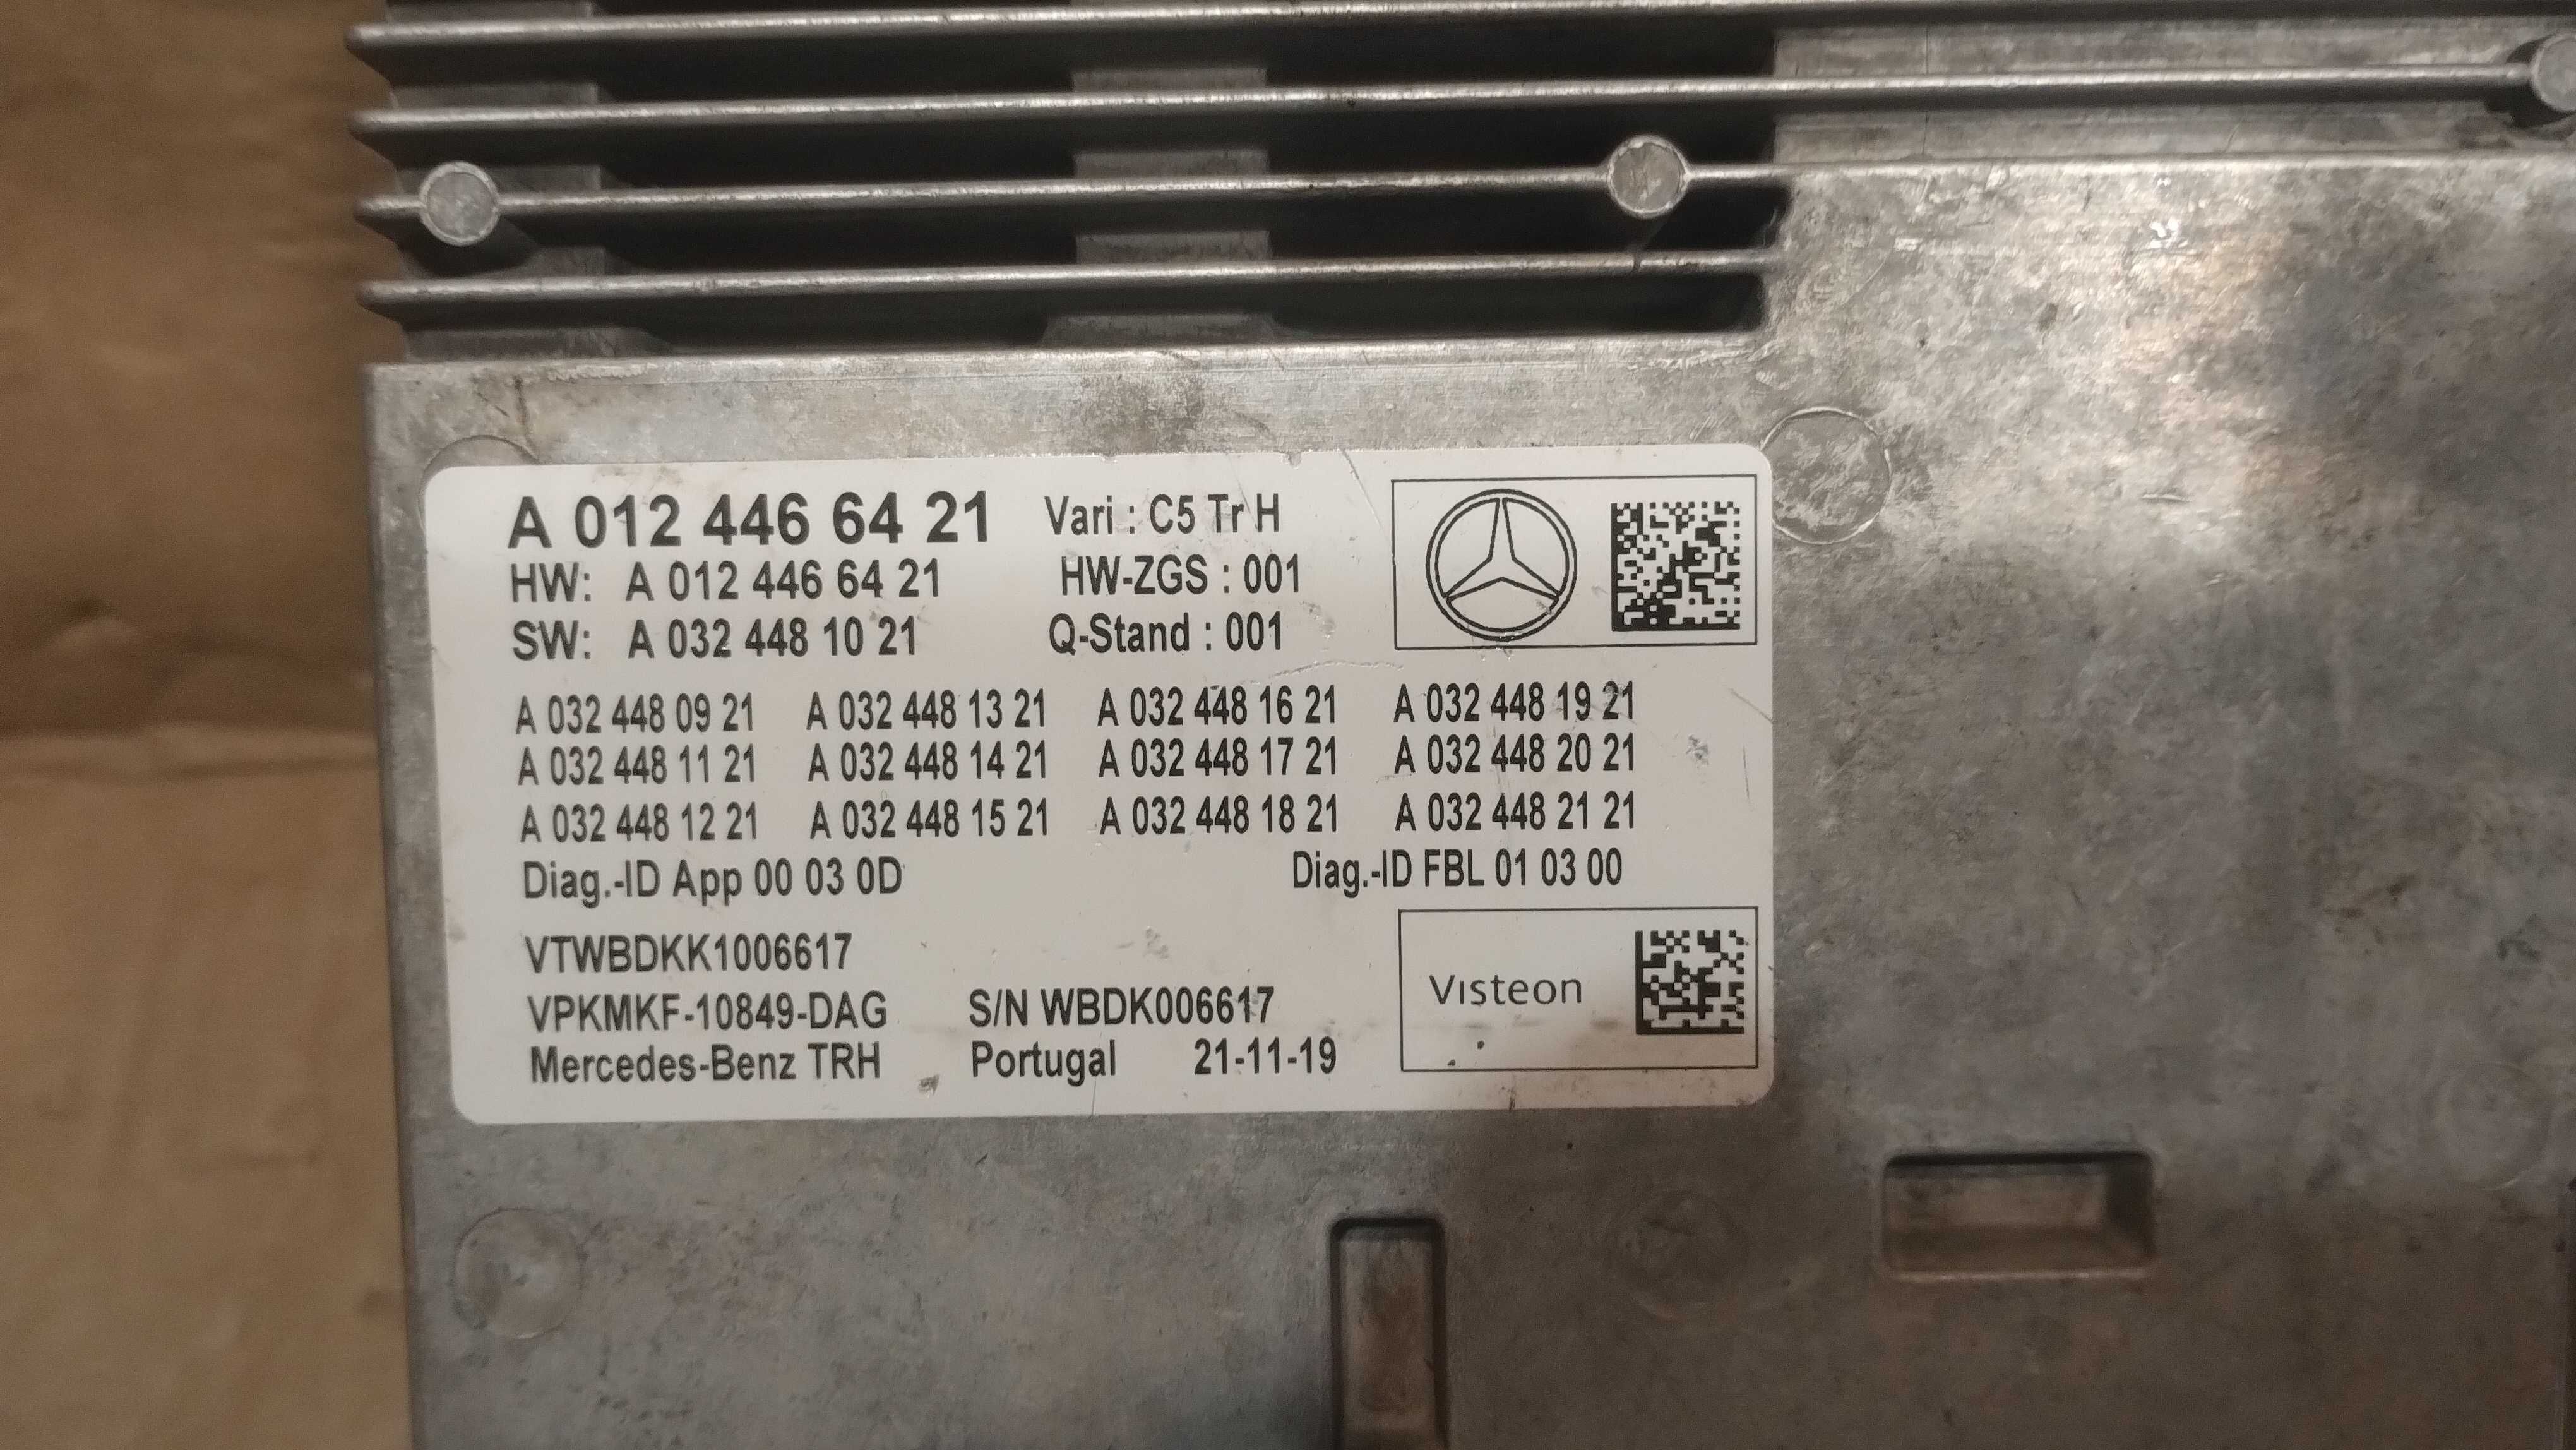 A 012 446 64 21 Vari : C5 Tr H
HW: A 012 446 64 21 HW-ZGS : 001
SW: A 032 448 10 21 Q-Stand : 001
A 032 448 09 21 A 032 448 13 21 A 032 448 16 21 A 032 448 19 21
A 032 448 11 21 A 032 448 14 21 A 032 448 17 21 A 032 448 20 21
A 032 448 12 21 A 032 448 15 21 A 032 448 18 21 A 032 448 21 21
Diag.-ID App 00 03 0D Diag.-ID FBL 01 03 00
VTWBDKK1006617
VPKMKF-10849-DAG S/N WBDK006617
Mercedes-Benz TRH Portugal 21-11-19
Visteon